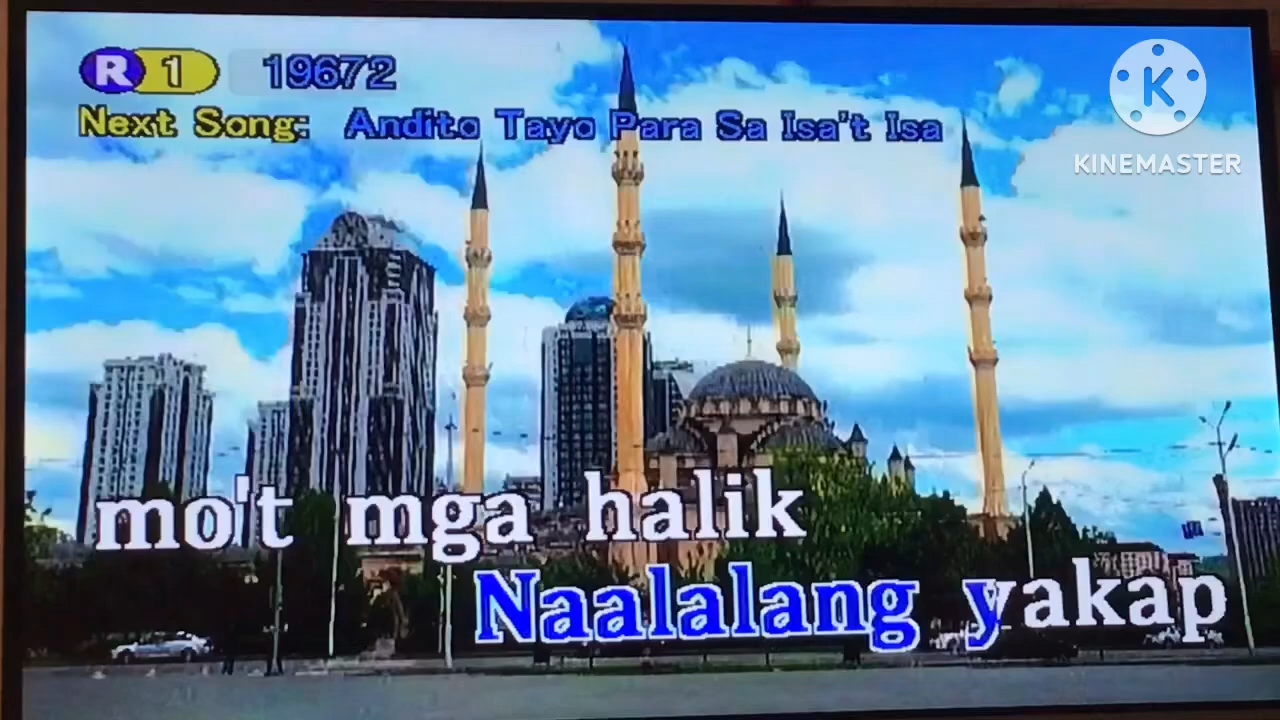 R 1 19672
Next Song: Andito Tayo Para Sa Isa't Isa
K
KINEMASTER
mo't mga halik
Naalalang yakap